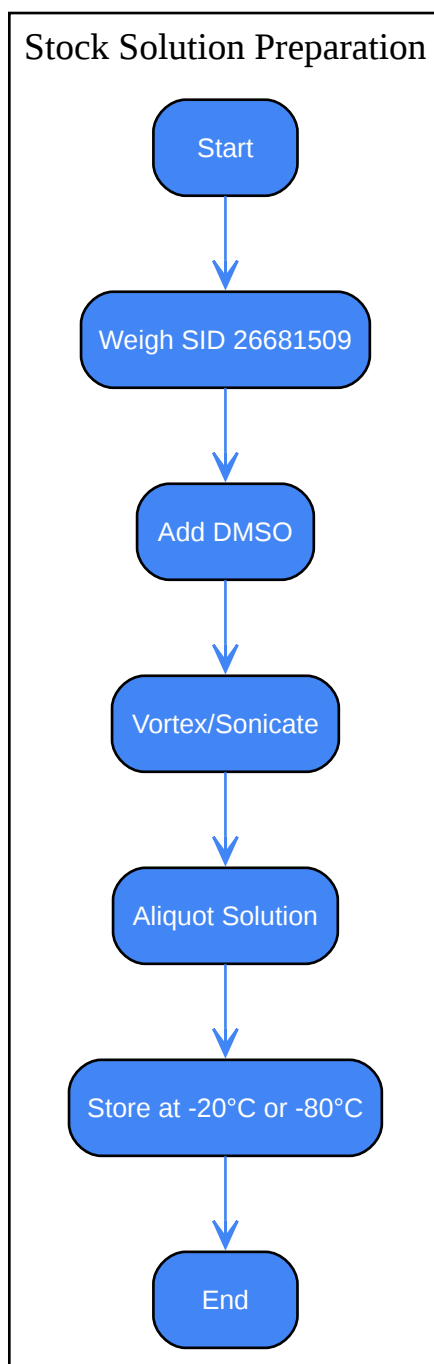 Stock Solution Preparation
Start
Weigh SID 26681509
Add DMSO
Vortex/Sonicate
Aliquot Solution
Store at -20°C or -80°C
End